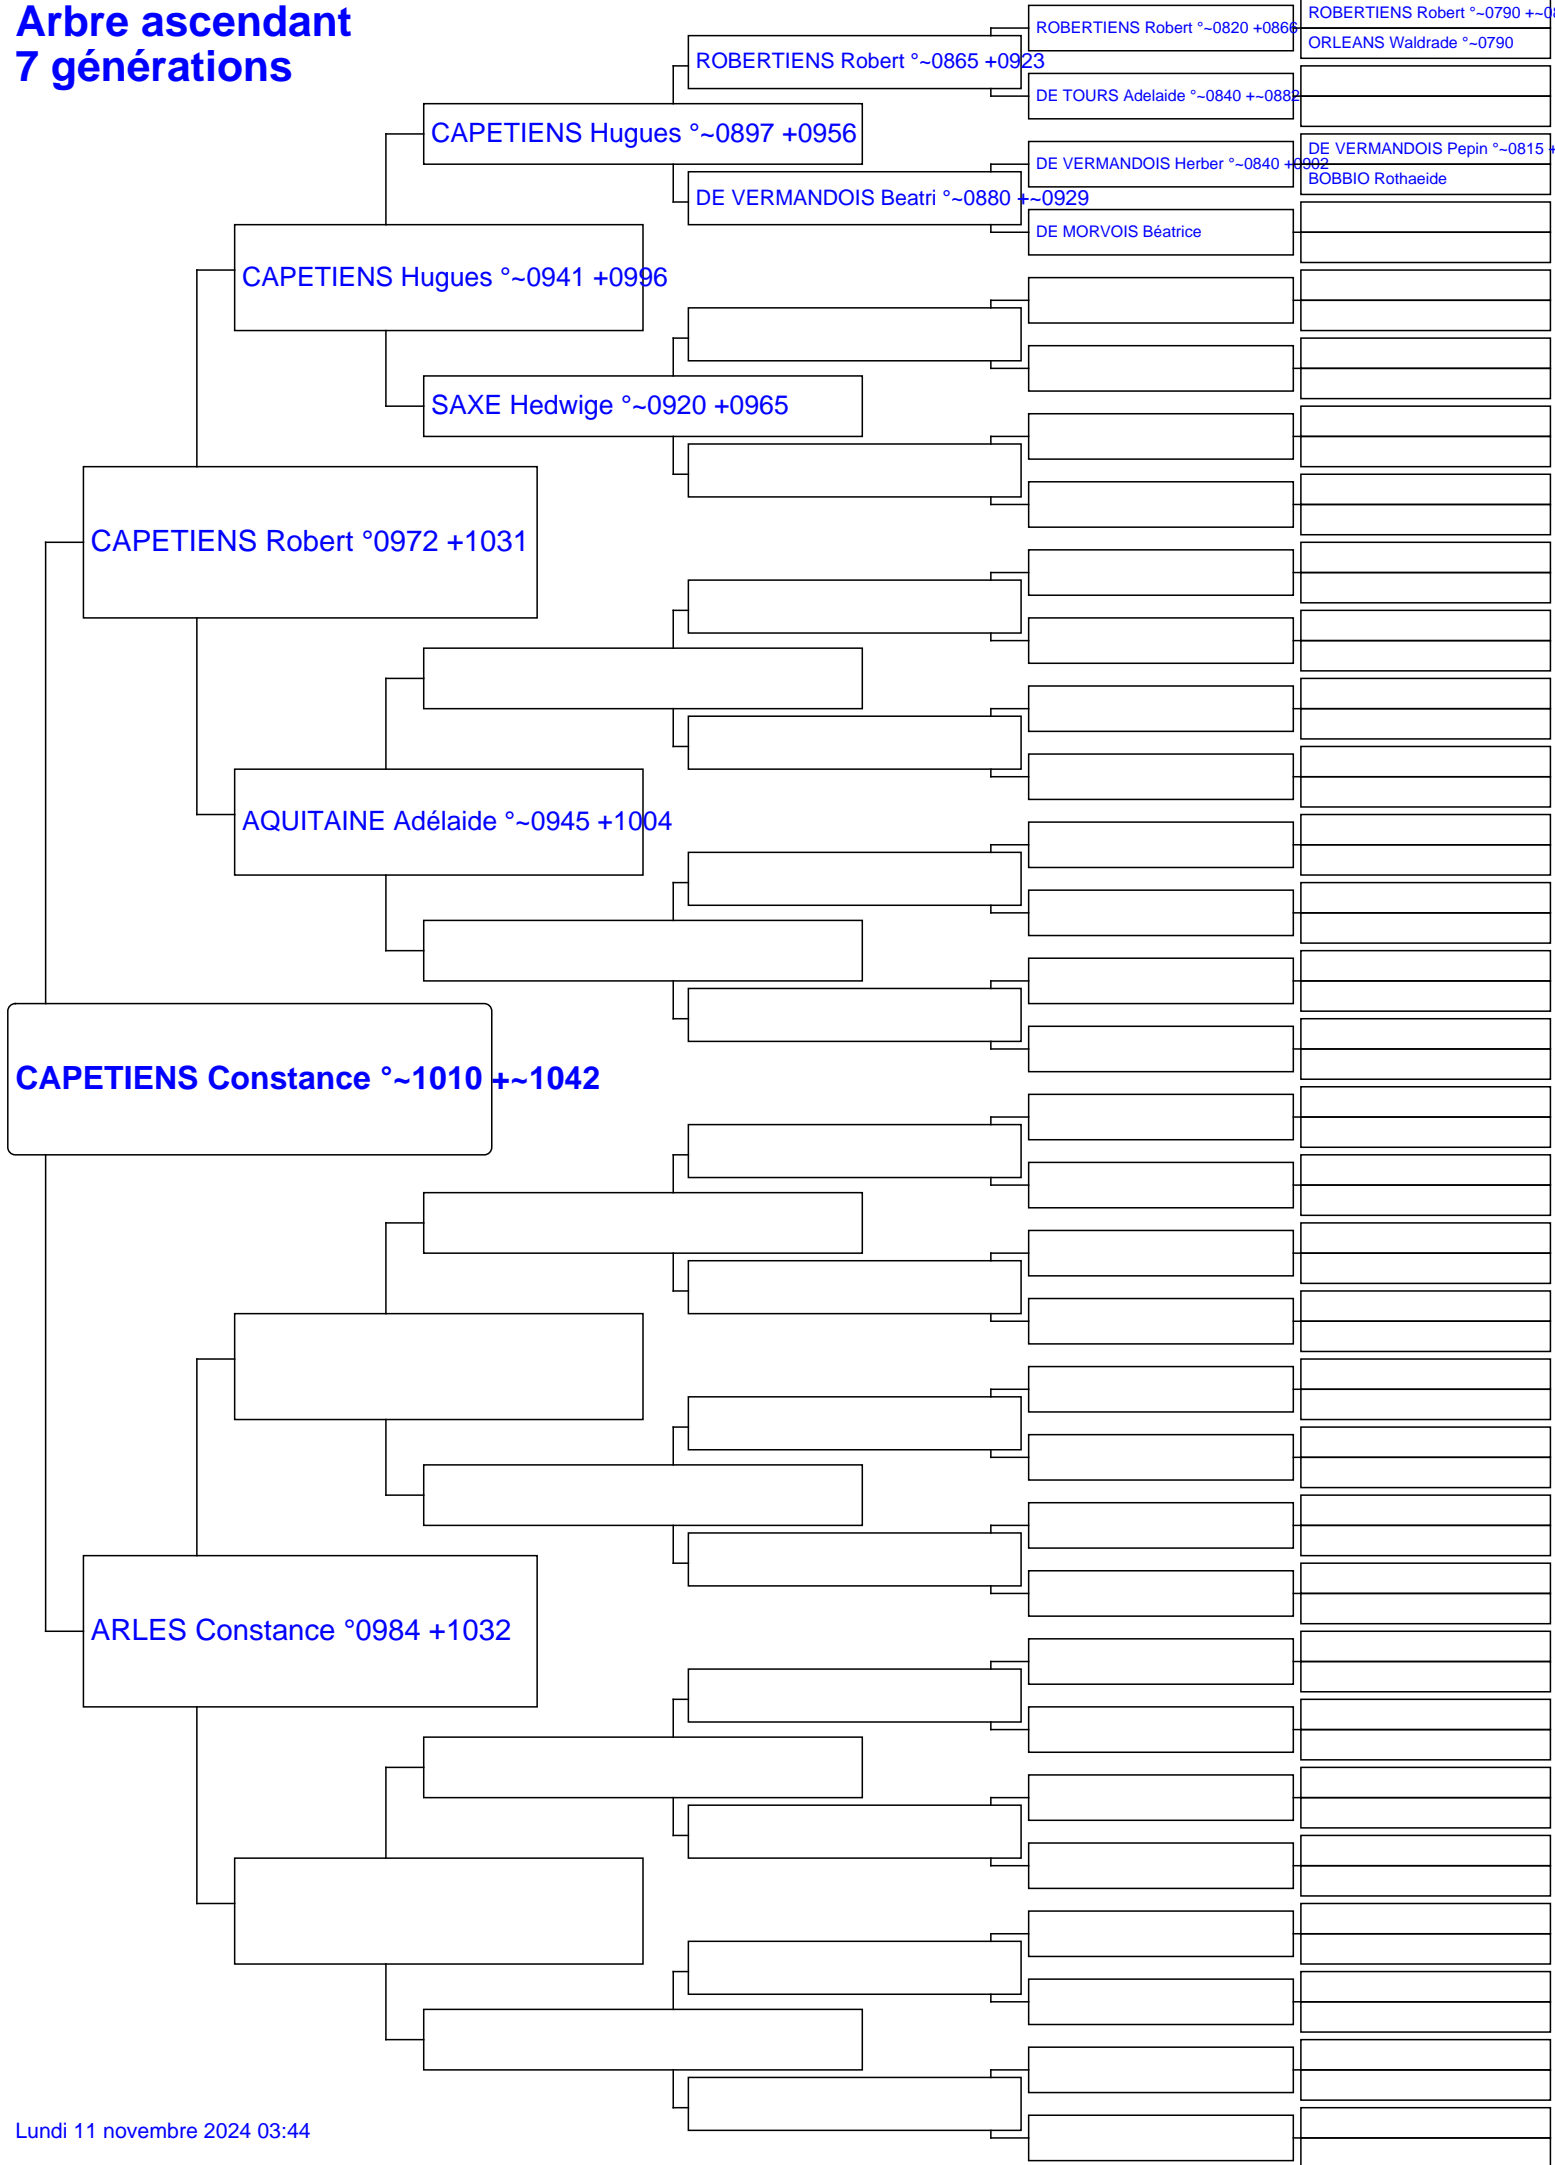 Arbre ascendant
7 générations
ROBERTIENS Robert °~0790 +~08
ROBERTIENS Robert °~0820 +0866
ORLEANS Waldrade °~0790
ROBERTIENS Robert °~0865 +0923
DE TOURS Adelaide °~0840 +~0882
CAPETIENS Hugues °~0897 +0956
DE VERMANDOIS Pepin °~0815 +
DE VERMANDOIS Herber °~0840 +0902
BOBBIO Rothaeide
DE VERMANDOIS Beatri °~0880 +~0929
DE MORVOIS Béatrice
CAPETIENS Hugues °~0941 +0996
SAXE Hedwige °~0920 +0965
CAPETIENS Robert °0972 +1031
AQUITAINE Adélaide °~0945 +1004
CAPETIENS Constance °~1010 +~1042
ARLES Constance °0984 +1032
Lundi 11 novembre 2024 03:44